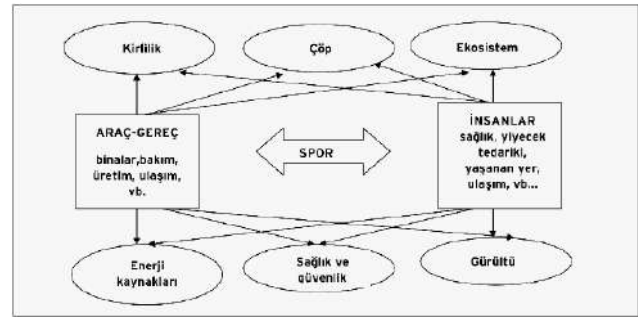 Kirlilik
Çöp
Ekosistem
ARAÇ-GEREÇ
binalar,bakım,
üretim, ulaşım,
vb.
SPOR
İNSANLAR
sağlık, yiyecek
tedariki,
yaşanan yer,
ulaşım, vb...
Enerji
kaynakları
Sağlık ve
güvenlik
Gürültü